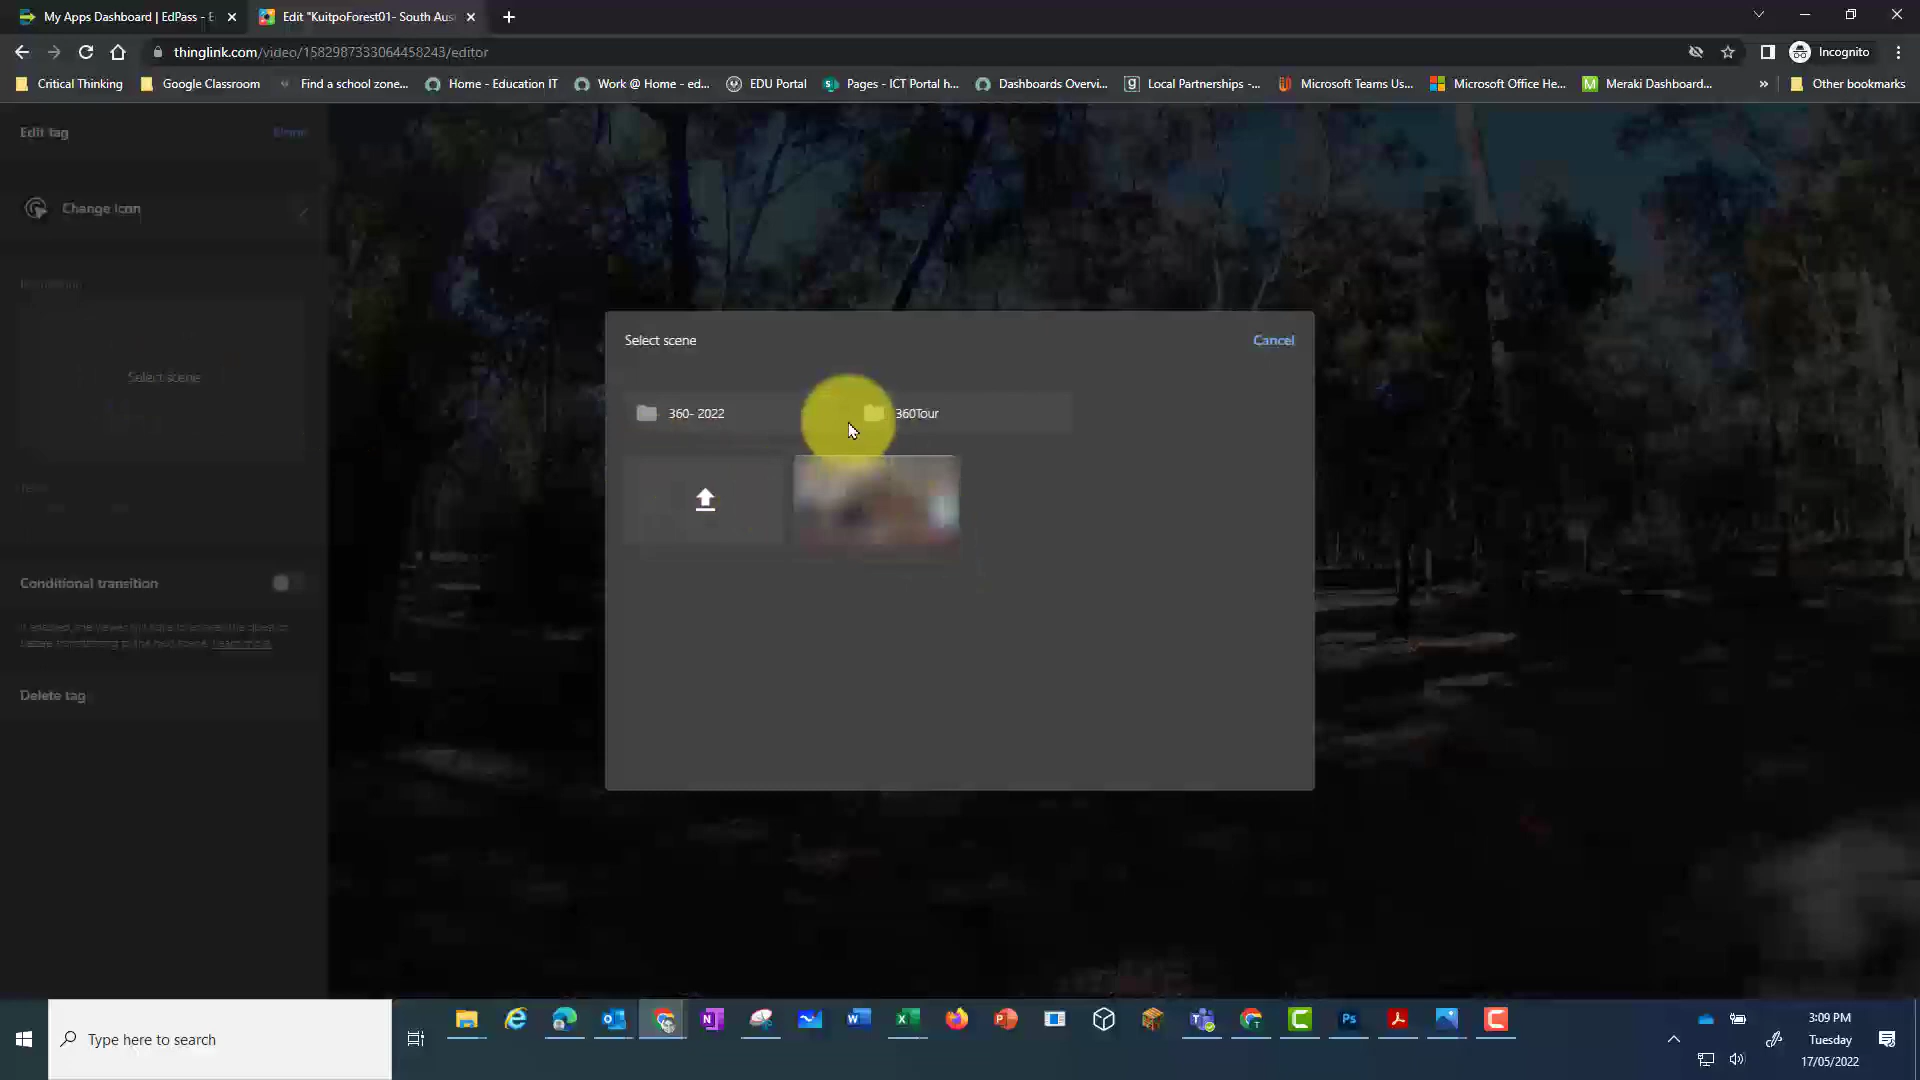 My Apps Dashboard | EdPass - E
Edit "KuitpoForest01- South Aus
thinglink.com/video/1582987333064458243/editor
Incognito
Critical Thinking
Google Classroom
Find a school zone...
Home - Education IT
Work @ Home - ed...
EDU Portal
Pages - ICT Portal h...
Dashboards Overvi...
Local Partnerships -...
Microsoft Teams Us...
Microsoft Office He...
Meraki Dashboard...
»
Other bookmarks
Edit tag
Change icon
Select scene
Conditional transition
Learn more
Delete tag
Select scene
Cancel
360- 2022
360Tour
Type here to search
3:09 PM
Tuesday
17/05/2022